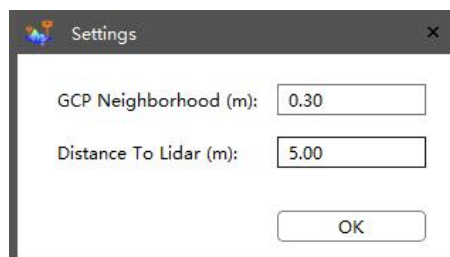 Settings
GCP Neighborhood (m): 0.30
Distance To Lidar (m): 5.00
OK